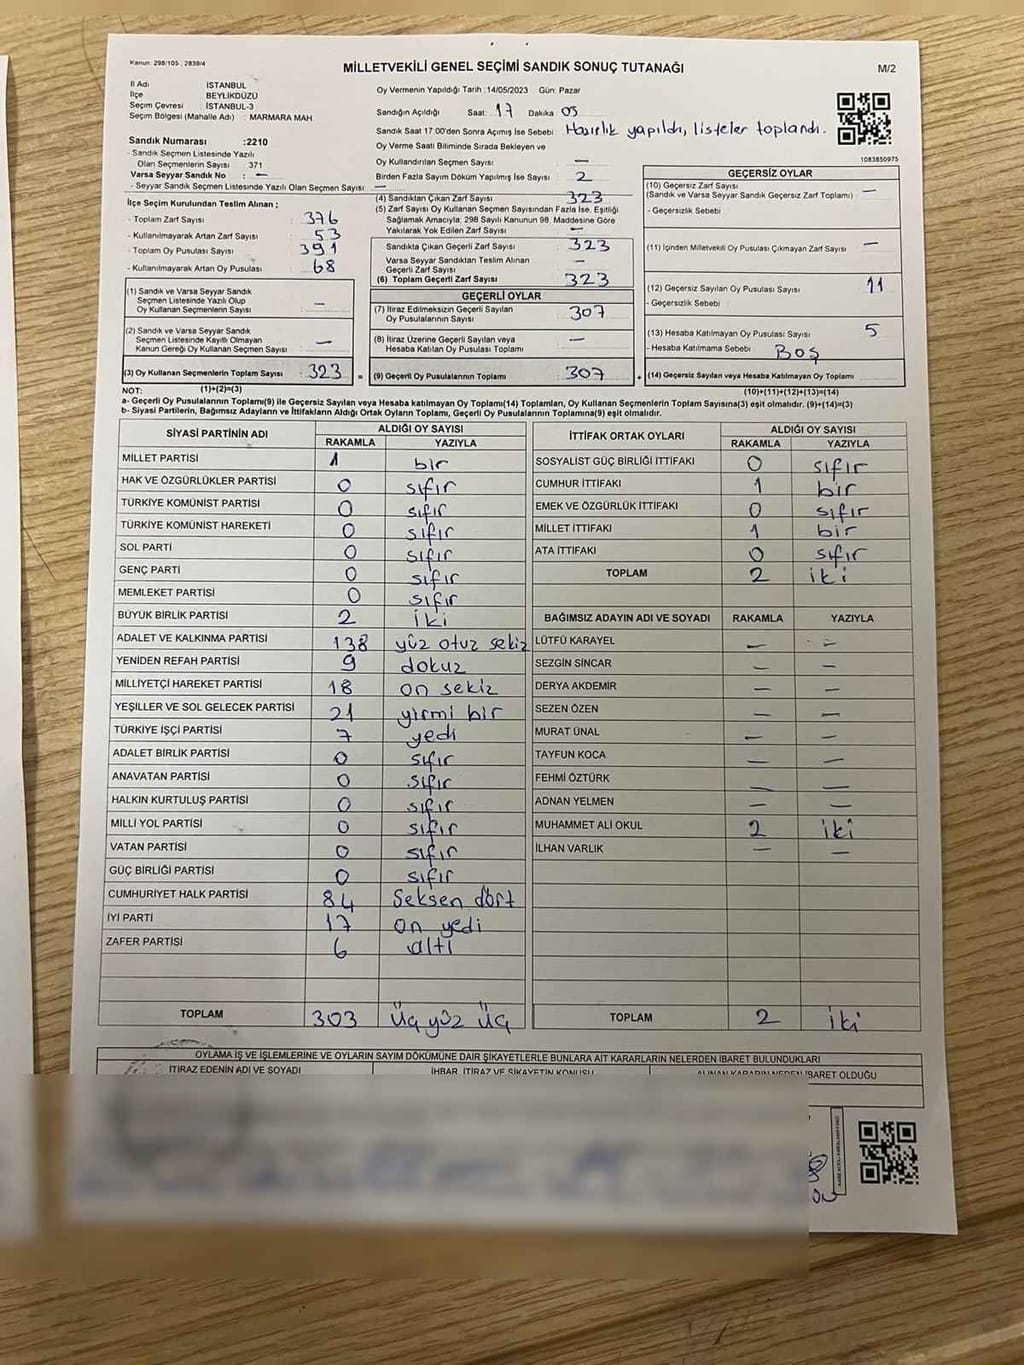 Kanun: 298/105 , 2839/4
MİLLETVEKİLİ GENEL SEÇİMİ SANDIK SONUÇ TUTANAĞI
M/2
İl Adı : İSTANBUL
İlçe : BEYLİKDÜZÜ
Seçim Çevresi : İSTANBUL-3
Seçim Bölgesi (Mahalle Adı) : MARMARA MAH
Oy Vermenin Yapıldığı Tarih :14/05/2023 Gün: Pazar
Sandığın Açıldığı Saat: 17 Dakika 05
Sandık Saat 17.00'den Sonra Açımış İse Sebebi : Hazırlık yapıldı, listeler toplandı.
1083850975
Sandık Numarası :2210
- Sandık Seçmen Listesinde Yazılı
Olan Seçmenlerin Sayısı : 371
Varsa Seyyar Sandık No : —
- Seyyar Sandık Seçmen Listesinde Yazılı Olan Seçmen Sayısı: —
Oy Verme Saati Bitiminde Sırada Bekleyen ve
Oy Kullandırılan Seçmen Sayısı : —
Birden Fazla Sayım Döküm Yapılmış İse Sayısı : 2
İlçe Seçim Kurulundan Teslim Alınan ;
- Toplam Zarf Sayısı : 376
- Kullanılmayarak Artan Zarf Sayısı : 53
- Toplam Oy Pusulası Sayısı : 391
- Kullanılmayarak Artan Oy Pusulası : 68
(4) Sandıktan Çıkan Zarf Sayısı : 323
(5) Zarf Sayısı Oy Kullanan Seçmen Sayısından Fazla İse, Eşitliği
Sağlamak Amacıyla; 298 Sayılı Kanunun 98. Maddesine Göre
Yakılarak Yok Edilen Zarf Sayısı : —
Sandıkta Çıkan Geçerli Zarf Sayısı : 323
Varsa Seyyar Sandıktan Teslim Alınan
Geçerli Zarf Sayısı : —
(6) Toplam Geçerli Zarf Sayısı : 323
GEÇERSİZ OYLAR
(10) Geçersiz Zarf Sayısı
(Sandık ve Varsa Seyyar Sandık Geçersiz Zarf Toplamı) : —
- Geçersizlik Sebebi :
(11) İçinden Milletvekili Oy Pusulası Çıkmayan Zarf Sayısı : —
(12) Geçersiz Sayılan Oy Pusulası Sayısı : 11
- Geçersizlik Sebebi :
(13) Hesaba Katılmayan Oy Pusulası Sayısı : 5
- Hesaba Katılmama Sebebi : BOŞ
(14) Geçersiz Sayılan veya Hesaba Katılmayan Oy Toplamı :
(10)+(11)+(12)+(13)=(14)
(1) Sandık ve Varsa Seyyar Sandık
Seçmen Listesinde Yazılı Olup
Oy Kullanan Seçmenlerin Sayısı : —
(2) Sandık ve Varsa Seyyar Sandık
Seçmen Listesinde Kayıtlı Olmayan
Kanun Gereği Oy Kullanan Seçmen Sayısı : —
(3) Oy Kullanan Seçmenlerin Toplam Sayısı : 323 =
(1)+(2)=(3)
GEÇERLİ OYLAR
(7) İtiraz Edilmeksizin Geçerli Sayılan
Oy Pusulalarının Sayısı : 307
(8) İtiraz Üzerine Geçerli Sayılan veya
Hesaba Katılan Oy Pusulası Toplamı : —
(9) Geçerli Oy Pusulalarının Toplamı : 307 +
NOT:
a- Geçerli Oy Pusulalarının Toplamı(9) ile Geçersiz Sayılan veya Hesaba Katılmayan Oy Toplamı(14) Toplamları, Oy Kullanan Seçmenlerin Toplam Sayısına(3) eşit olmalıdır. (9)+(14)=(3)
b- Siyasi Partilerin, Bağımsız Adayların ve İttifakların Aldığı Ortak Oyların Toplamı, Geçerli Oy Pusulalarının Toplamına(9) eşit olmalıdır.
SİYASİ PARTİNİN ADI ALDIĞI OY SAYISI
RAKAMLA YAZIYLA
MİLLET PARTİSİ 1 bir
HAK VE ÖZGÜRLÜKLER PARTİSİ 0 sıfır
TÜRKİYE KOMÜNİST PARTİSİ 0 sıfır
TÜRKİYE KOMÜNİST HAREKETİ 0 sıfır
SOL PARTİ 0 sıfır
GENÇ PARTİ 0 sıfır
MEMLEKET PARTİSİ 0 sıfır
BÜYÜK BİRLİK PARTİSİ 2 iki
ADALET VE KALKINMA PARTİSİ 138 yüz otuz sekiz
YENİDEN REFAH PARTİSİ 9 dokuz
MİLLİYETÇİ HAREKET PARTİSİ 18 on sekiz
YEŞİLLER VE SOL GELECEK PARTİSİ 21 yirmi bir
TÜRKİYE İŞÇİ PARTİSİ 7 yedi
ADALET BİRLİK PARTİSİ 0 sıfır
ANAVATAN PARTİSİ 0 sıfır
HALKIN KURTULUŞ PARTİSİ 0 sıfır
MİLLİ YOL PARTİSİ 0 sıfır
VATAN PARTİSİ 0 sıfır
GÜÇ BİRLİĞİ PARTİSİ 0 sıfır
CUMHURİYET HALK PARTİSİ 84 Seksen dört
İYİ PARTİ 17 on yedi
ZAFER PARTİSİ 6 altı
TOPLAM 303 Üç yüz üç
İTTİFAK ORTAK OYLARI ALDIĞI OY SAYISI
RAKAMLA YAZIYLA
SOSYALİST GÜÇ BİRLİĞİ İTTİFAKI 0 sıfır
CUMHUR İTTİFAKI 1 bir
EMEK VE ÖZGÜRLÜK İTTİFAKI 0 sıfır
MİLLET İTTİFAKI 1 bir
ATA İTTİFAKI 0 sıfır
TOPLAM 2 iki
BAĞIMSIZ ADAYIN ADI VE SOYADI RAKAMLA YAZIYLA
LÜTFÜ KARAYEL — —
SEZGİN SİNCAR — —
DERYA AKDEMİR — —
SEZEN ÖZEN — —
MURAT ÜNAL — —
TAYFUN KOCA — —
FEHMİ ÖZTÜRK — —
ADNAN YELMEN — —
MUHAMMET ALİ OKUL 2 iki
İLHAN VARLIK — —
TOPLAM 2 iki
OYLAMA İŞ VE İŞLEMLERİNE VE OYLARIN SAYIM DÖKÜMÜNE DAİR ŞİKAYETLERLE BUNLARA AİT KARARLARIN NELERDEN İBARET BULUNDUKLARI
İTİRAZ EDENİN ADI VE SOYADI İHBAR, İTİRAZ VE ŞİKAYETİN KONUSU ALINAN KARARIN NEDEN İBARET OLDUĞU